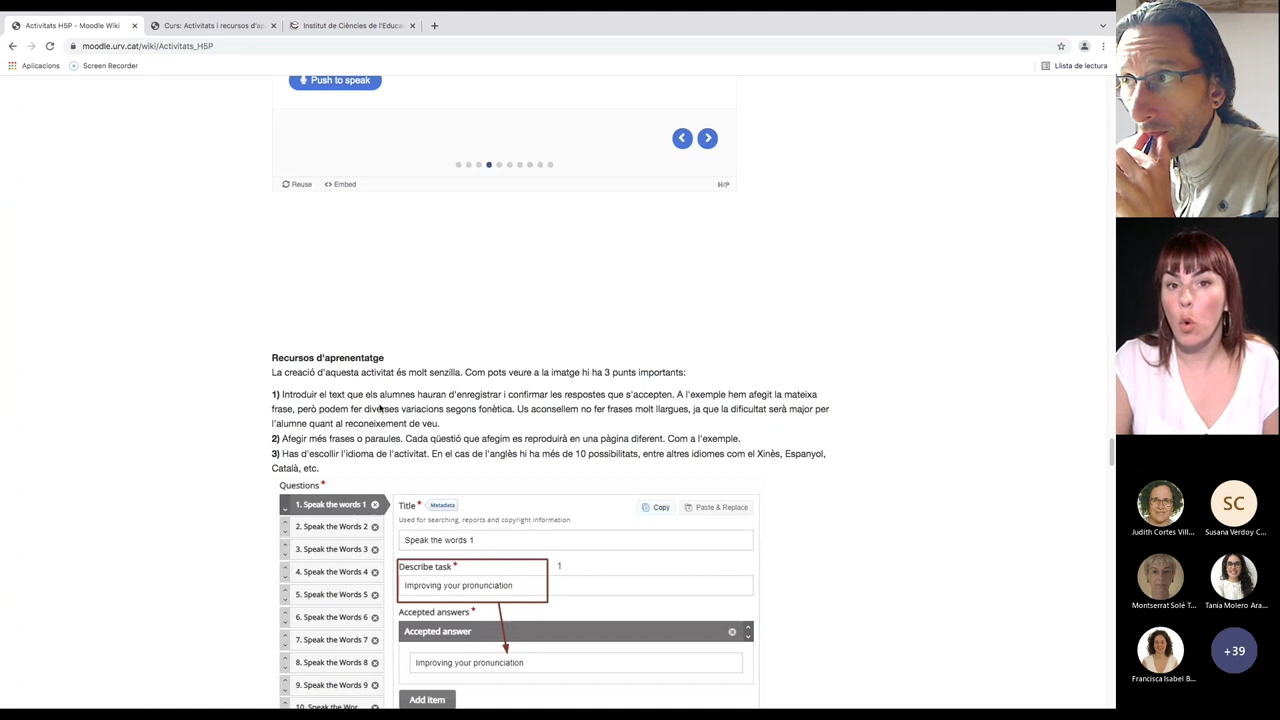 Activitats H5P - Moodle Wiki
Curs: Activitats i recursos d'ap
Institut de Ciències de l'Educa
moodle.urv.cat/wiki/Activitats_H5P
Aplicacions
Screen Recorder
Llista de lectura
Push to speak
Reuse
Embed
H5P
Recursos d'aprenentatge
La creació d'aquesta activitat és molt senzilla. Com pots veure a la imatge hi ha 3 punts importants:
1) Introduir el text que els alumnes hauran d'enregistrar i confirmar les respostes que s'accepten. A l'exemple hem afegit la mateixa
frase, però podem fer diverses variacions segons fonètica. Us aconsellem no fer frases molt llargues, ja que la dificultat serà major per
l'alumne quant al reconeixement de veu.
2) Afegir més frases o paraules. Cada qüestió que afegim es reproduirà en una pàgina diferent. Com a l'exemple.
3) Has d'escollir l'idioma de l'activitat. En el cas de l'anglès hi ha més de 10 possibilitats, entre altres idiomes com el Xinès, Espanyol,
Català, etc.
Questions *
1. Speak the words 1
2. Speak the Words 2
3. Speak the Words 3
4. Speak the Words 4
5. Speak the Words 5
6. Speak the Words 6
7. Speak the Words 7
8. Speak the Words 8
9. Speak the Words 9
10. Speak the Wor...
Title * Metadata
Copy
Paste & Replace
Used for searching, reports and copyright information
Speak the words 1
Describe task *
1
Improving your pronunciation
Accepted answers *
Accepted answer
Improving your pronunciation
Add item
Judith Cortes Vill...
Susana Verdoy C...
Montserrat Solé T...
Tania Molero Ara...
Francisca Isabel B...
SC
+39